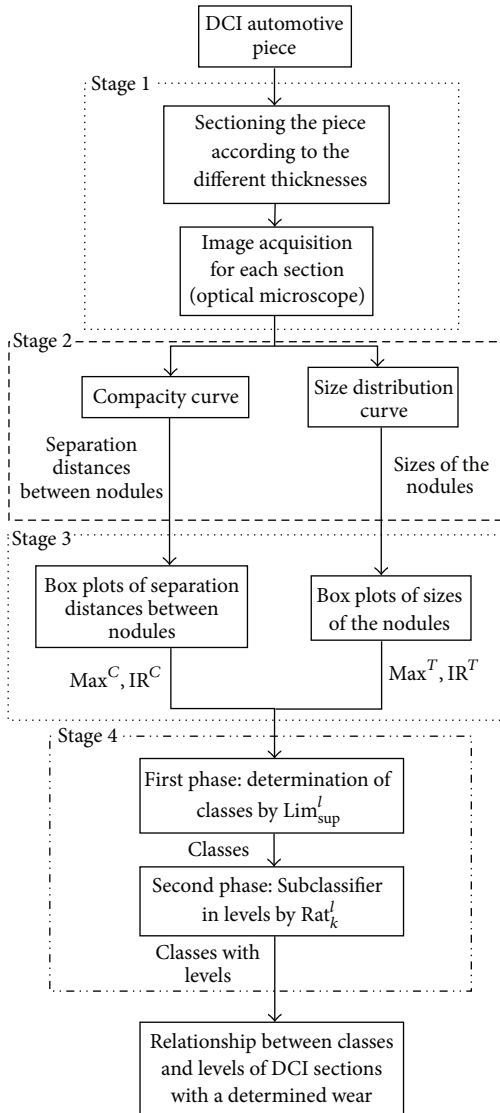 DCI automotive
piece
Stage 1
Sectioning the piece
according to the
different thicknesses
Image acquisition
for each section
(optical microscope)
Stage 2
Compacity curve
Size distribution
curve
Separation
distances
between nodules
Sizes of the
nodules
Stage 3
Box plots of separation
distances between
nodules
Box plots of sizes
of the nodules
Max^C, IR^C
Max^T, IR^T
Stage 4
First phase: determination of
classes by Lim^l_sup
Classes
Second phase: Subclassifier
in levels by Rat^l_k
Classes with
levels
Relationship between classes
and levels of DCI sections
with a determined wear